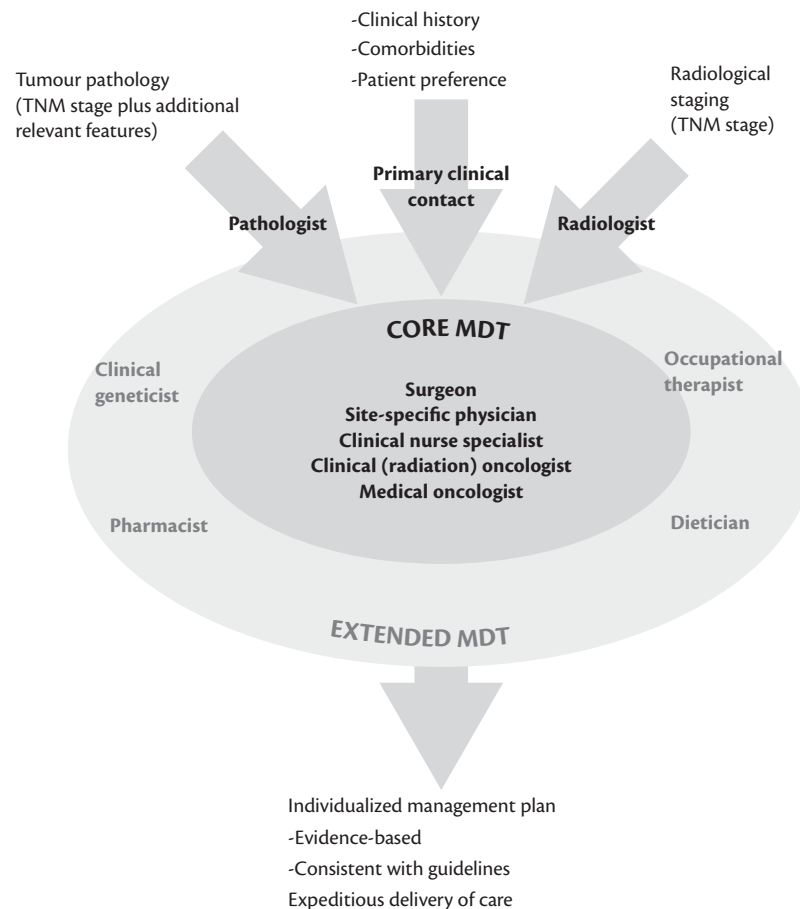 -Clinical history
-Comorbidities
-Patient preference
Tumour pathology
(TNM stage plus additional
relevant features)
Radiological
staging
(TNM stage)
Primary clinical
contact
Pathologist
Radiologist
CORE MDT
Clinical
geneticist
Occupational
therapist
Surgeon
Site-specific physician
Clinical nurse specialist
Clinical (radiation) oncologist
Medical oncologist
Pharmacist
Dietician
EXTENDED MDT
Individualized management plan
-Evidence-based
-Consistent with guidelines
Expeditious delivery of care